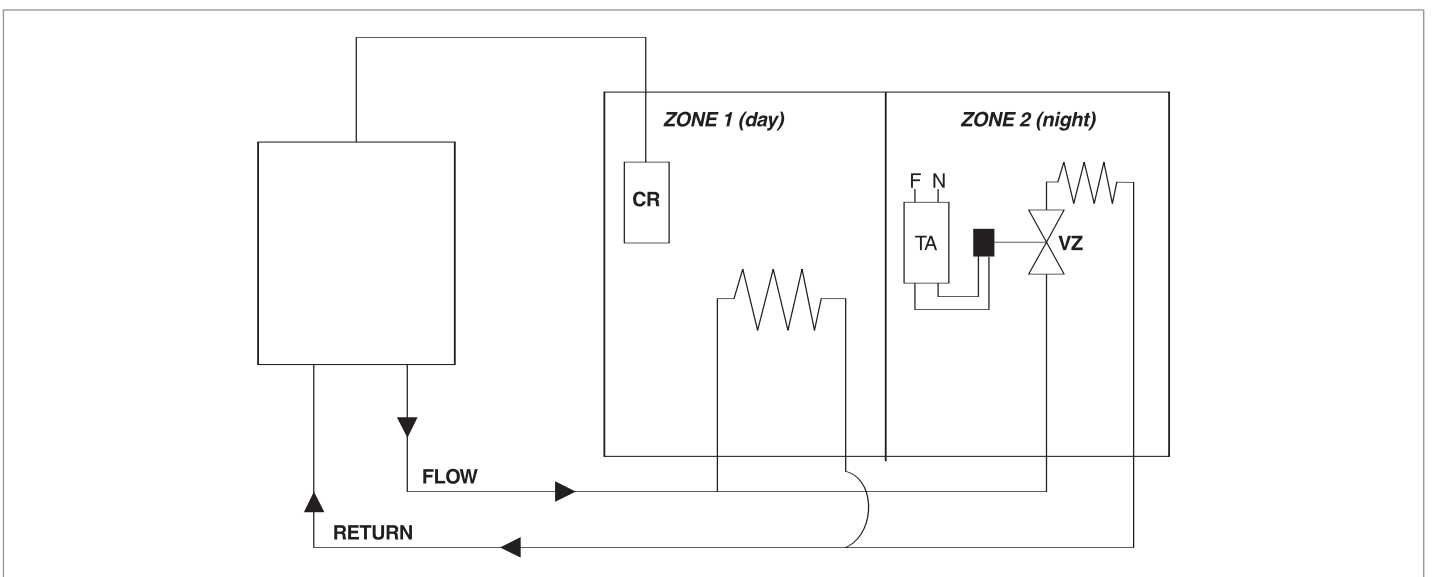 ZONE 1 (day)
ZONE 2 (night)
CR
F N
TA
VZ
FLOW
RETURN